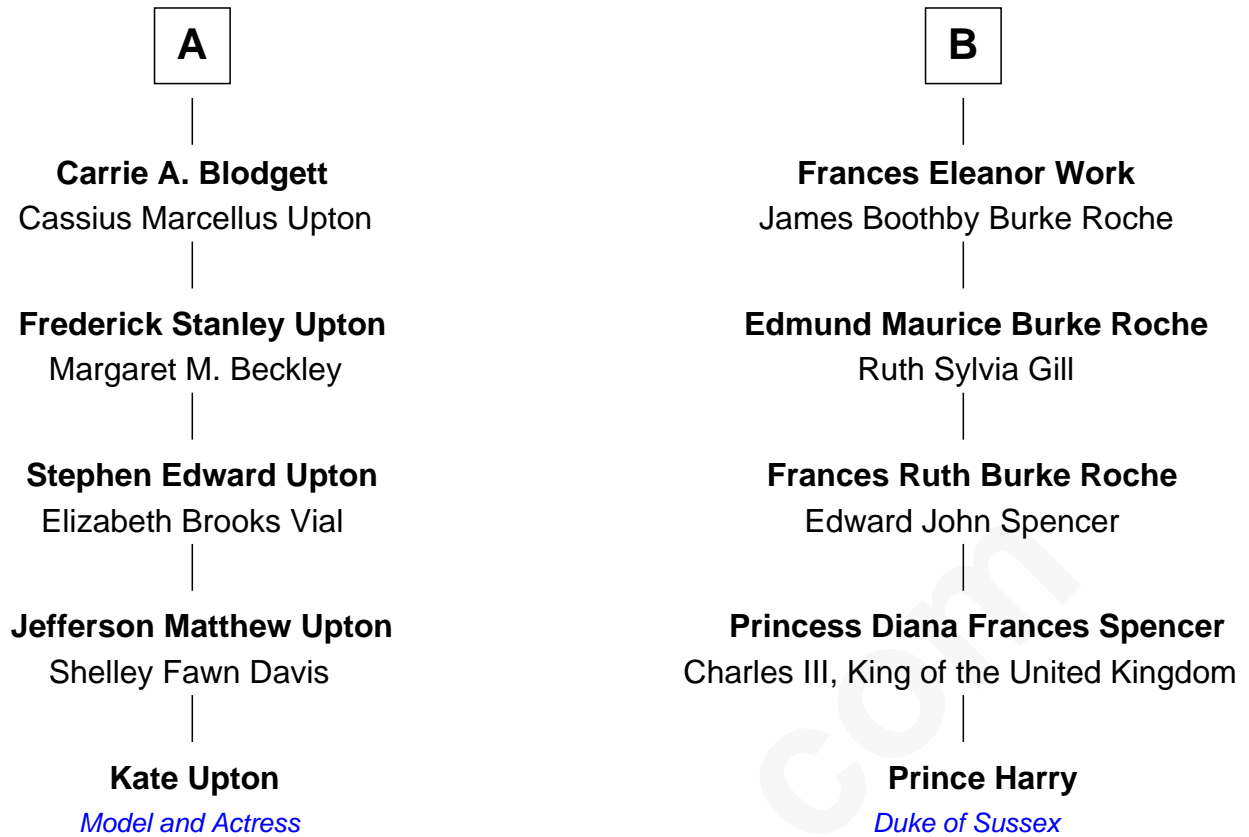 A
Carrie A. Blodgett
Cassius Marcellus Upton
Frederick Stanley Upton
Margaret M. Beckley
Stephen Edward Upton
Elizabeth Brooks Vial
Jefferson Matthew Upton
Shelley Fawn Davis
Kate Upton
Model and Actress
B
Frances Eleanor Work
James Boothby Burke Roche
Edmund Maurice Burke Roche
Ruth Sylvia Gill
Frances Ruth Burke Roche
Edward John Spencer
Princess Diana Frances Spencer
Charles III, King of the United Kingdom
Prince Harry
Duke of Sussex
com